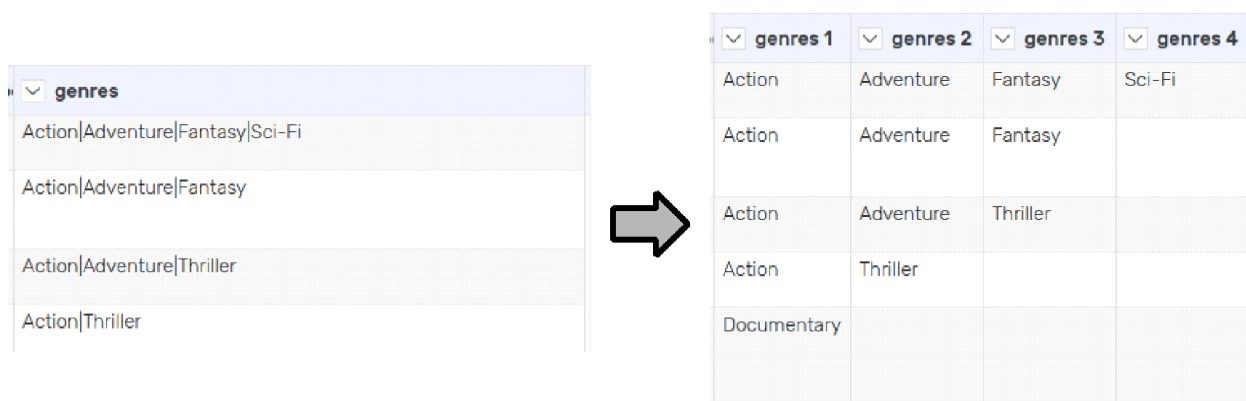 genres
Action|Adventure|Fantasy|Sci-Fi
Action|Adventure|Fantasy
Action|Adventure|Thriller
Action|Thriller
genres 1 genres 2 genres 3 genres 4
Action Adventure Fantasy Sci-Fi
Action Adventure Fantasy
Action Adventure Thriller
Action Thriller
Documentary